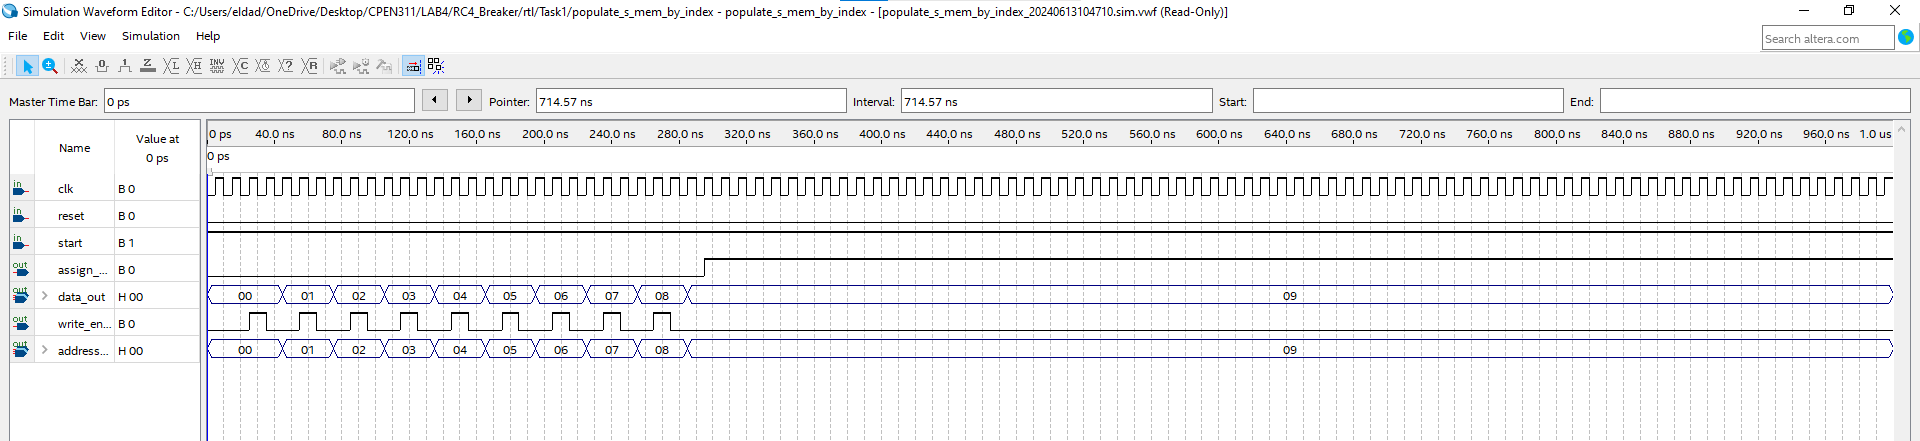 Simulation Waveform Editor - C:/Users/eldad/OneDrive/Desktop/CPEN311/LAB4/RC4_Breaker/rtl/Task1/populate_s_mem_by_index - populate_s_mem_by_index - [populate_s_mem_by_index_20240613104710.sim.vwf (Read-Only)]
File Edit View Simulation Help
Search altera.com
Master Time Bar: 0 ps Pointer: 714.57 ns Interval: 714.57 ns Start: End:
Name Value at 0 ps
0 ps 40.0 ns 80.0 ns 120.0 ns 160.0 ns 200.0 ns 240.0 ns 280.0 ns 320.0 ns 360.0 ns 400.0 ns 440.0 ns 480.0 ns 520.0 ns 560.0 ns 600.0 ns 640.0 ns 680.0 ns 720.0 ns 760.0 ns 800.0 ns 840.0 ns 880.0 ns 920.0 ns 960.0 ns 1.0 us
0 ps
in clk B 0
in reset B 0
in start B 1
out assign_... B 0
out data_out H 00 00 01 02 03 04 05 06 07 08 09
out write_en... B 0
out address... H 00 00 01 02 03 04 05 06 07 08 09